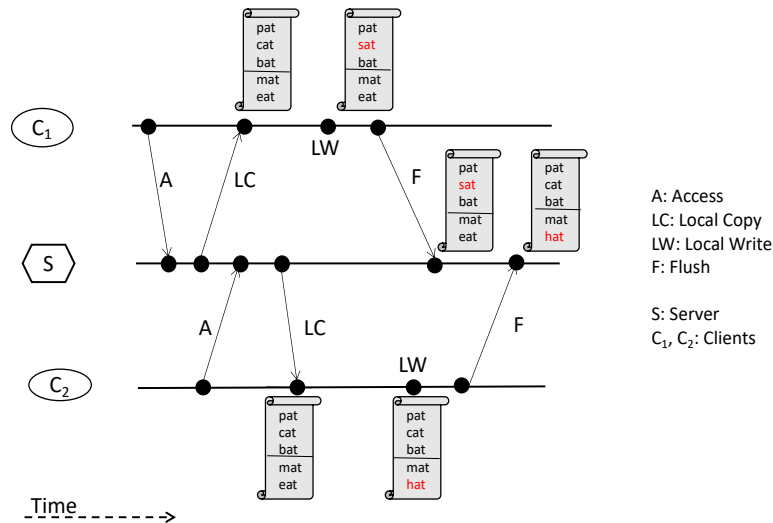 pat
cat
bat
mat
eat
pat
sat
bat
mat
eat
C1
LW
A
LC
F
pat
sat
bat
mat
eat
pat
cat
bat
mat
hat
A: Access
LC: Local Copy
LW: Local Write
F: Flush
S
S: Server
C1, C2: Clients
A
LC
F
LW
C2
pat
cat
bat
mat
eat
pat
cat
bat
mat
hat
Time